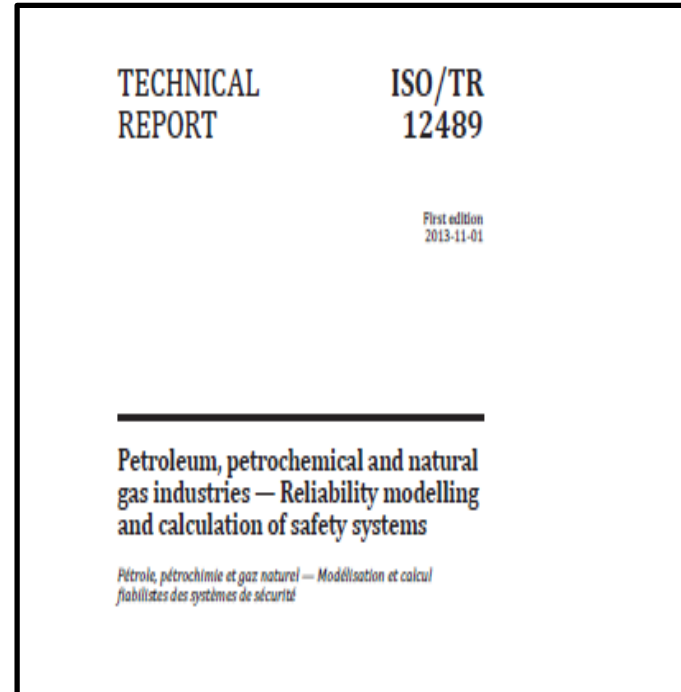 TECHNICAL REPORT
ISO/TR 12489
First edition
2013-11-01
Petroleum, petrochemical and natural
gas industries — Reliability modelling
and calculation of safety systems
Pétrole, pétrochimie et gaz naturel — Modélisation et calcul
fiabilistes des systèmes de sécurité